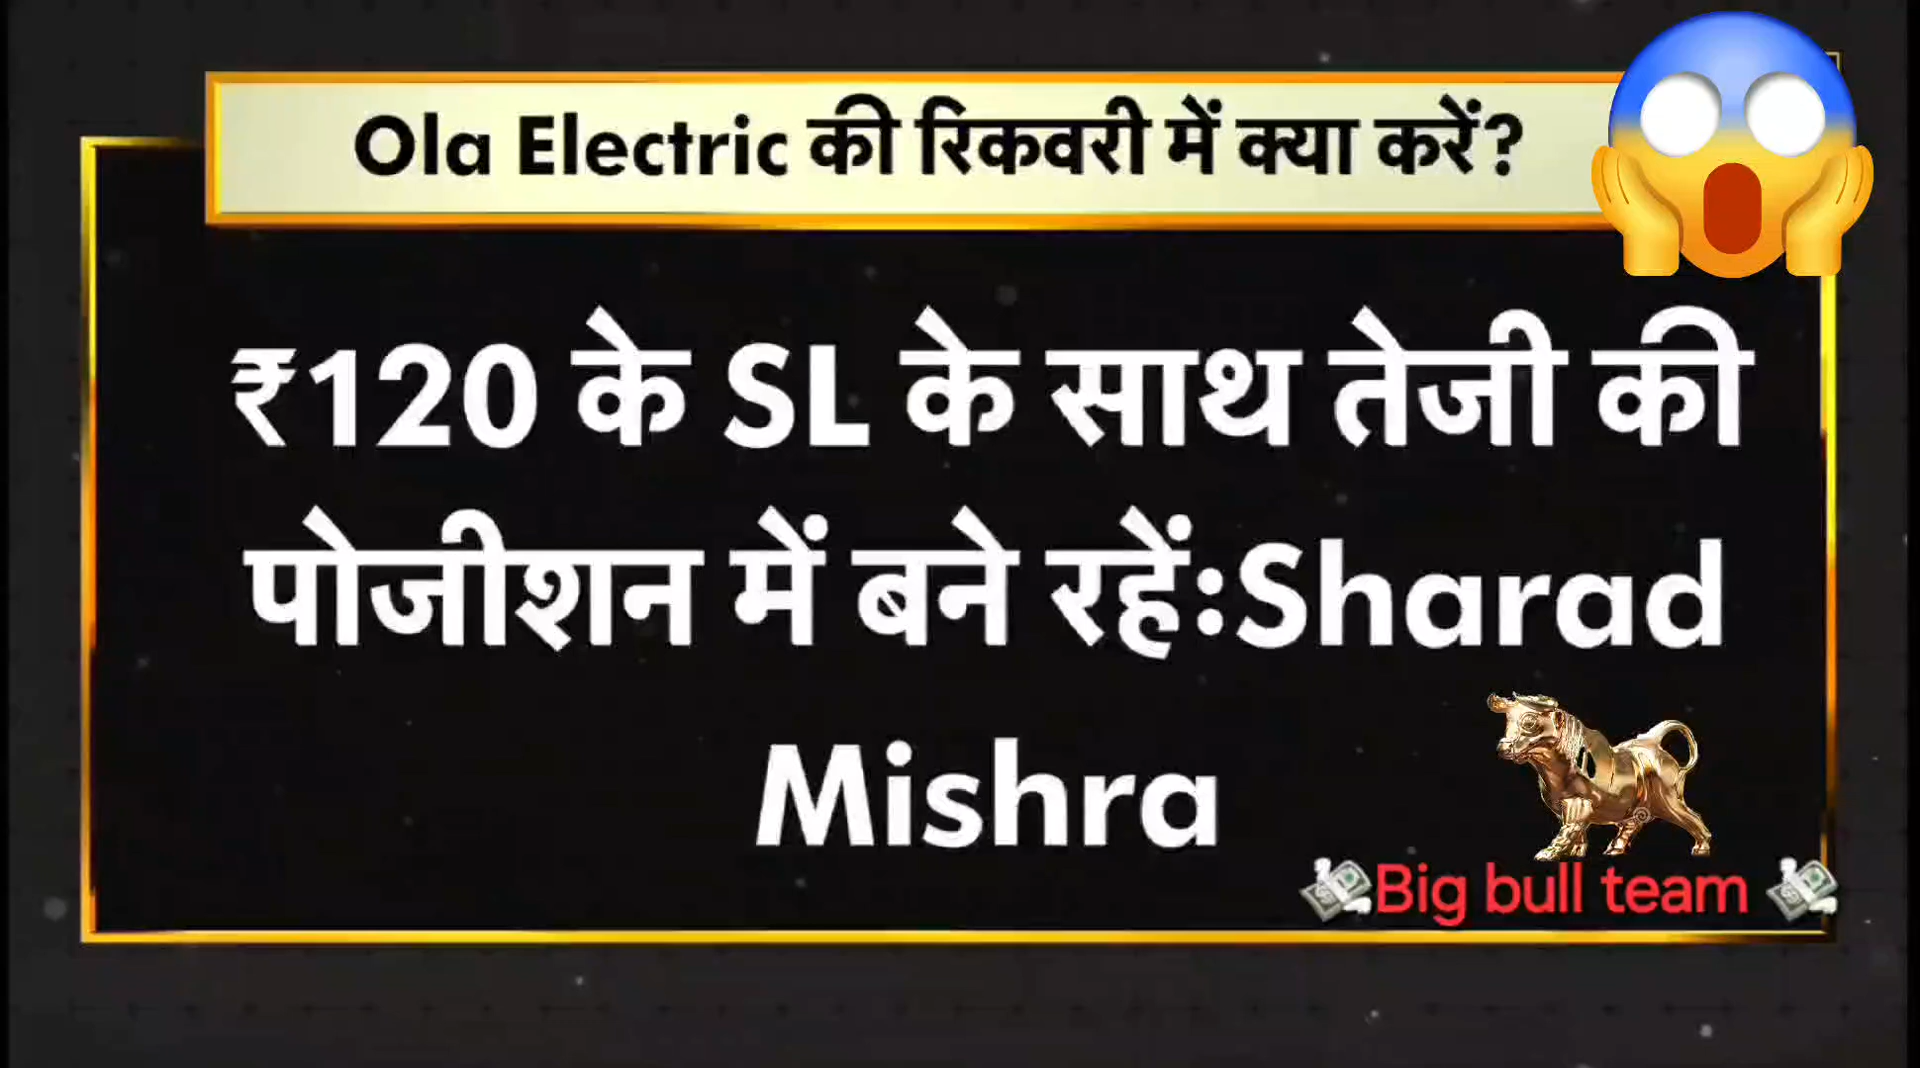 Ola Electric की रिकवरी में क्या करें?
₹120 के SL के साथ तेजी की
पोजीशन में बने रहें:Sharad
Mishra
Big bull team